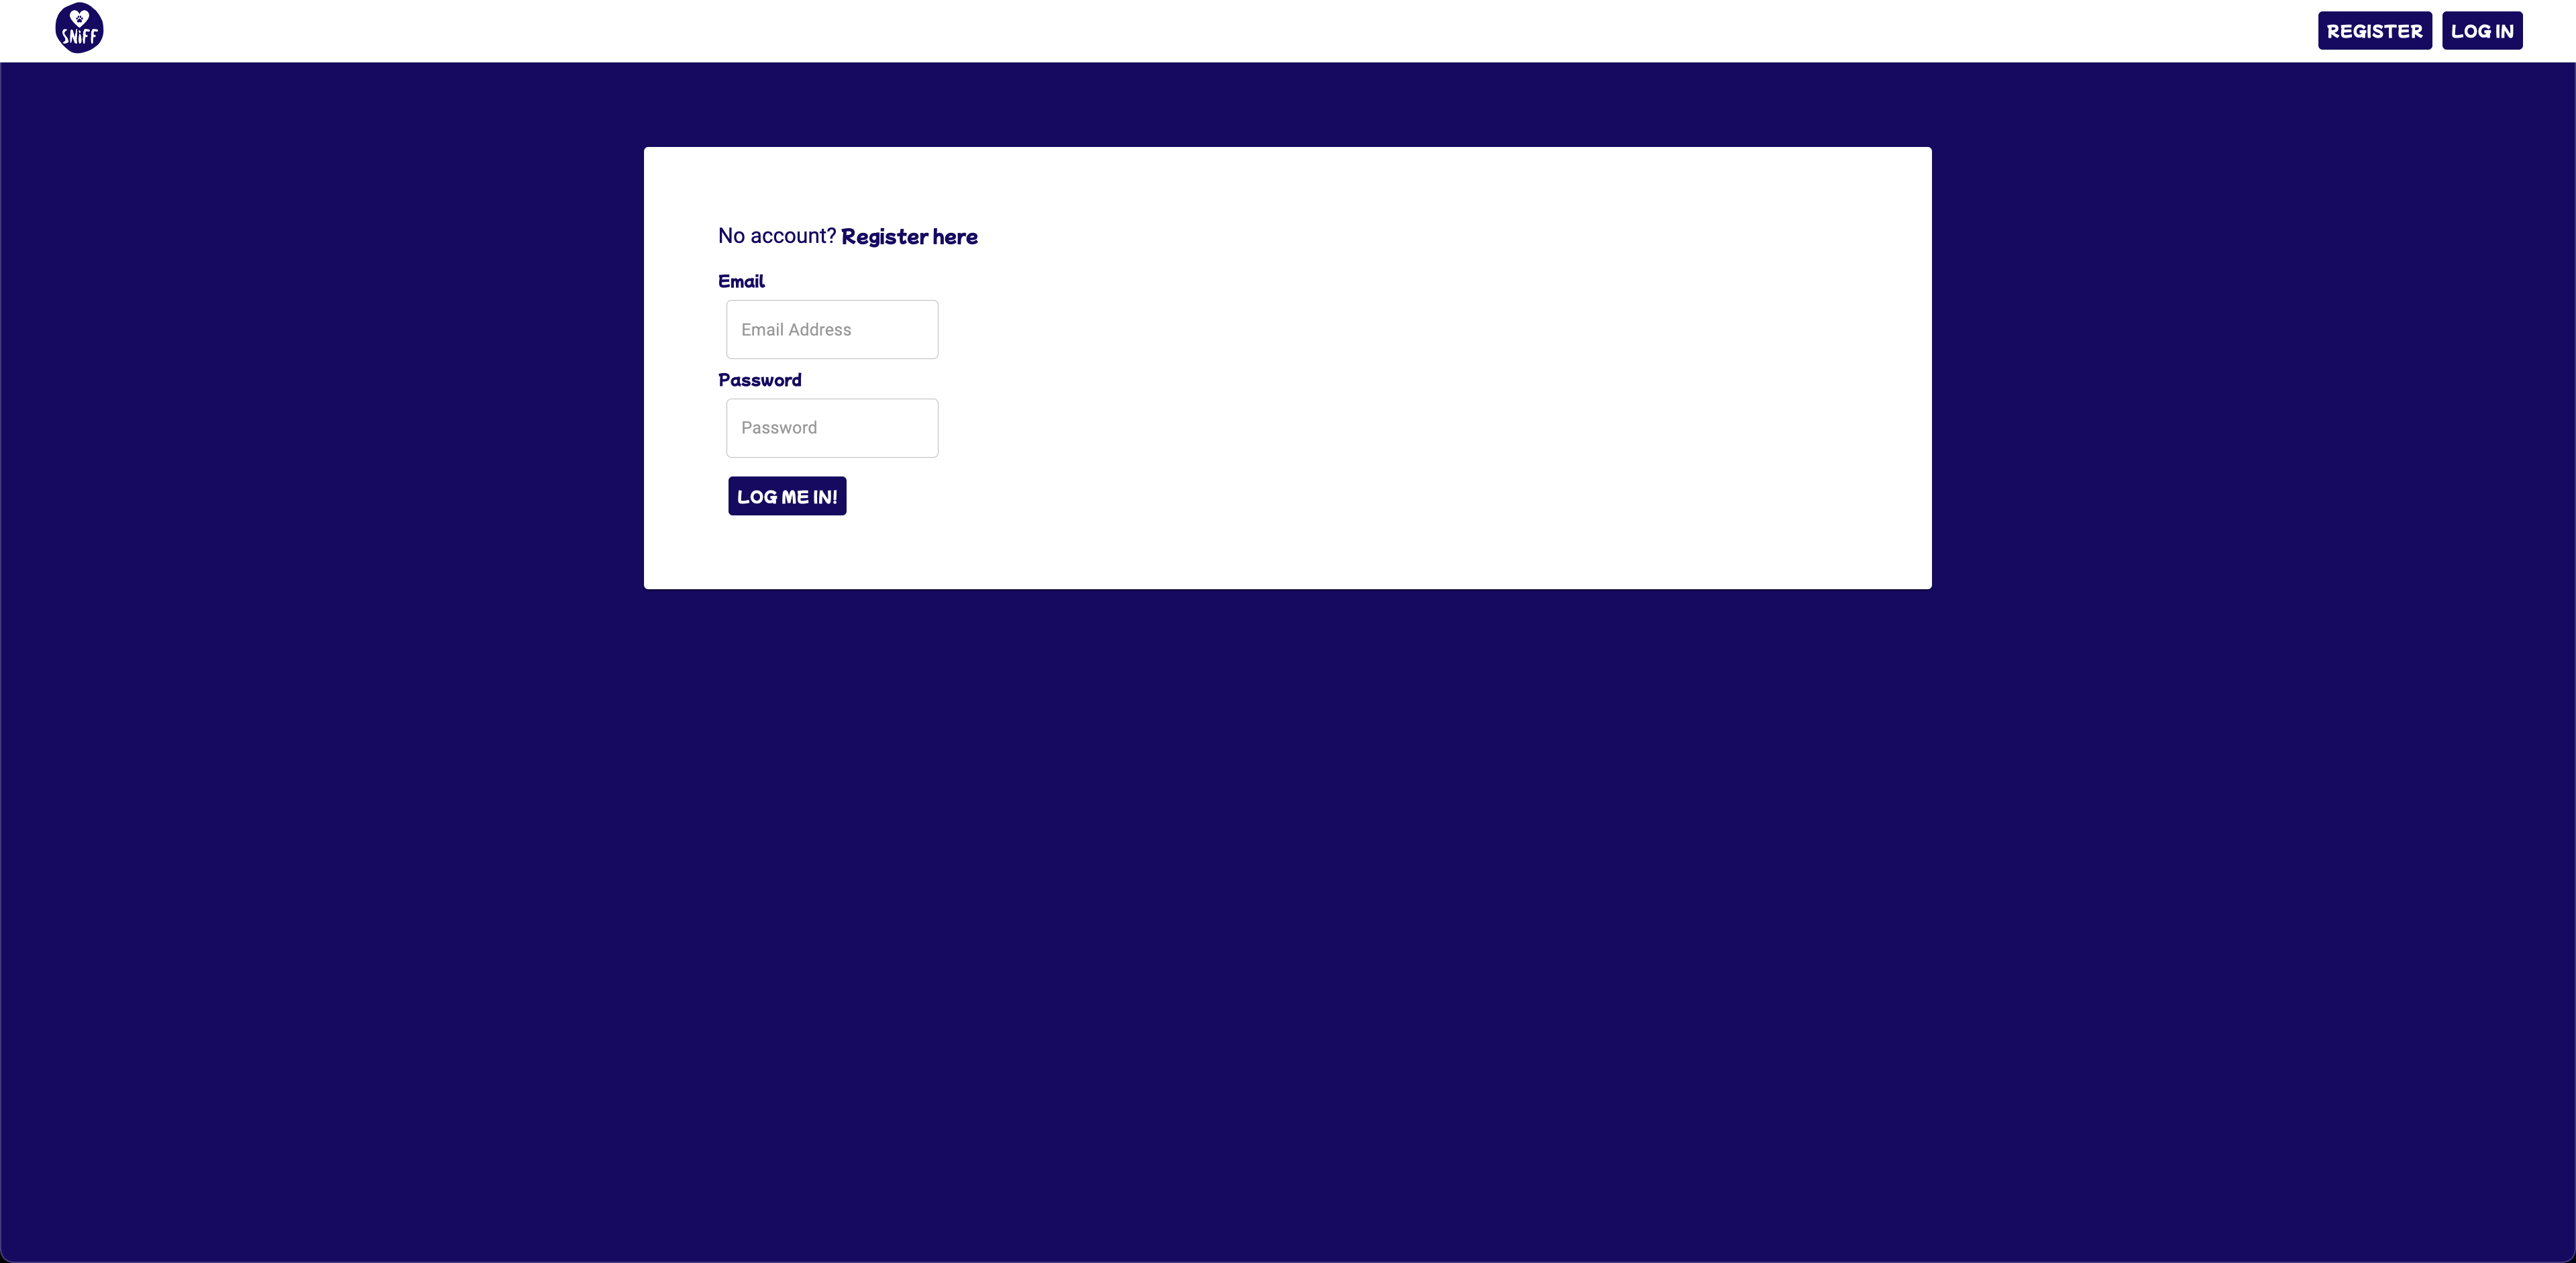 SNiFF
REGISTER LOG IN
No account? Register here
Email
Email Address
Password
Password
LOG ME IN!